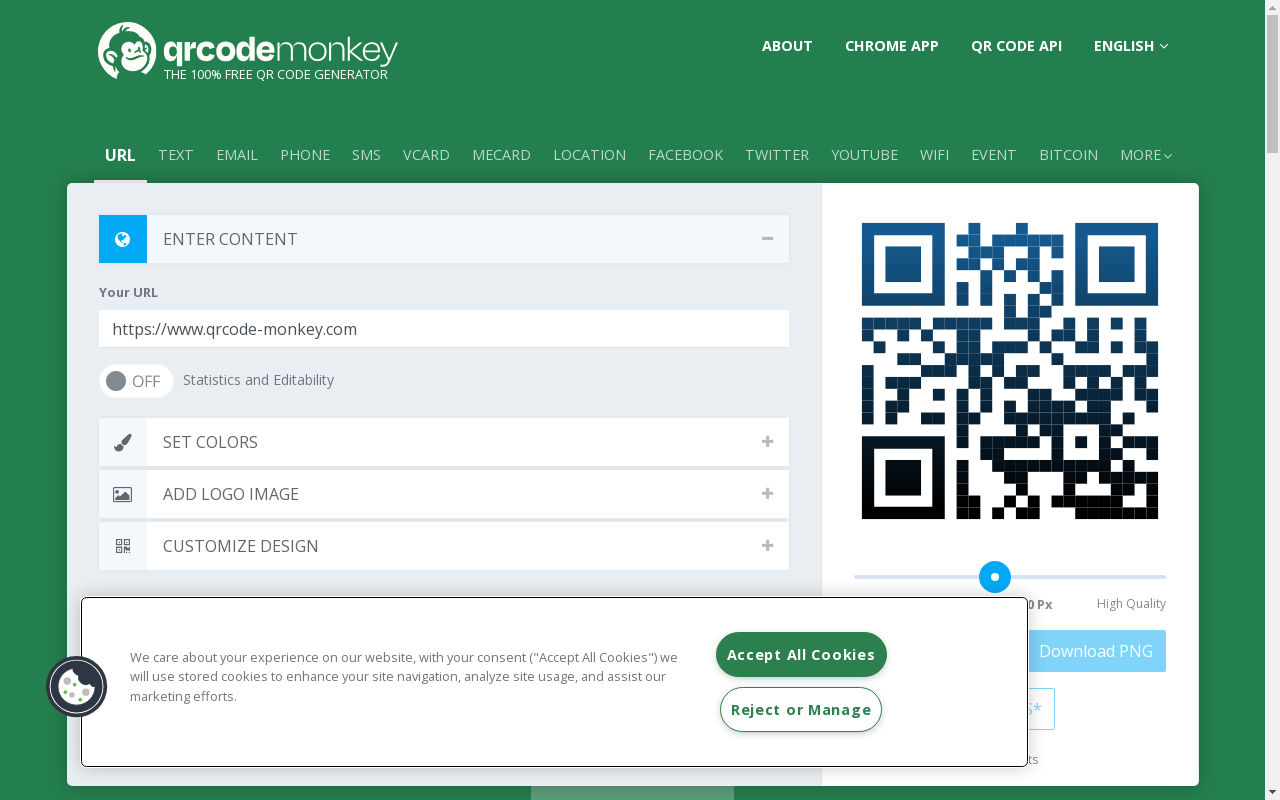 qrcodemonkey
THE 100% FREE QR CODE GENERATOR
ABOUT
CHROME APP
QR CODE API
ENGLISH
URL
TEXT
EMAIL
PHONE
SMS
VCARD
MECARD
LOCATION
FACEBOOK
TWITTER
YOUTUBE
WIFI
EVENT
BITCOIN
MORE
ENTER CONTENT
Your URL
https://www.qrcode-monkey.com
OFF
Statistics and Editability
SET COLORS
ADD LOGO IMAGE
CUSTOMIZE DESIGN
0 Px
High Quality
Download PNG
We care about your experience on our website, with your consent ("Accept All Cookies") we
will use stored cookies to enhance your site navigation, analyze site usage, and assist our
marketing efforts.
Accept All Cookies
Reject or Manage